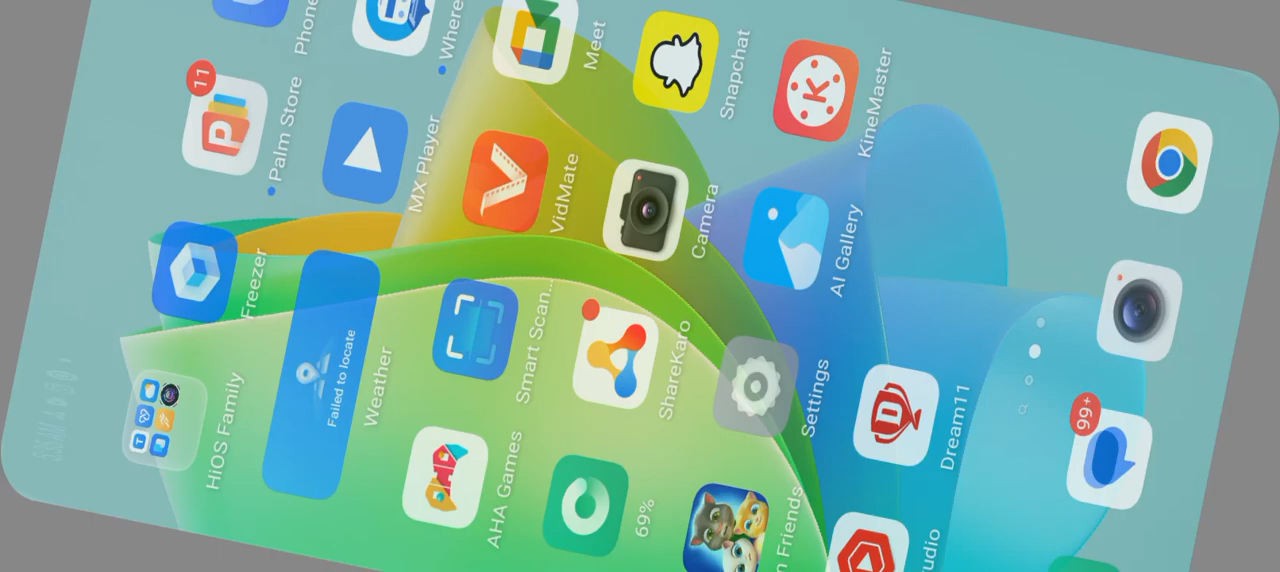 HiOS Family
Freezer
11
Palm Store
Phone
Failed to locate
Weather
MX Player
Where
AHA Games
Smart Scan...
VidMate
Meet
69%
ShareKaro
Camera
Snapchat
Friends
Settings
AI Gallery
KineMaster
udio
Dream11
99+